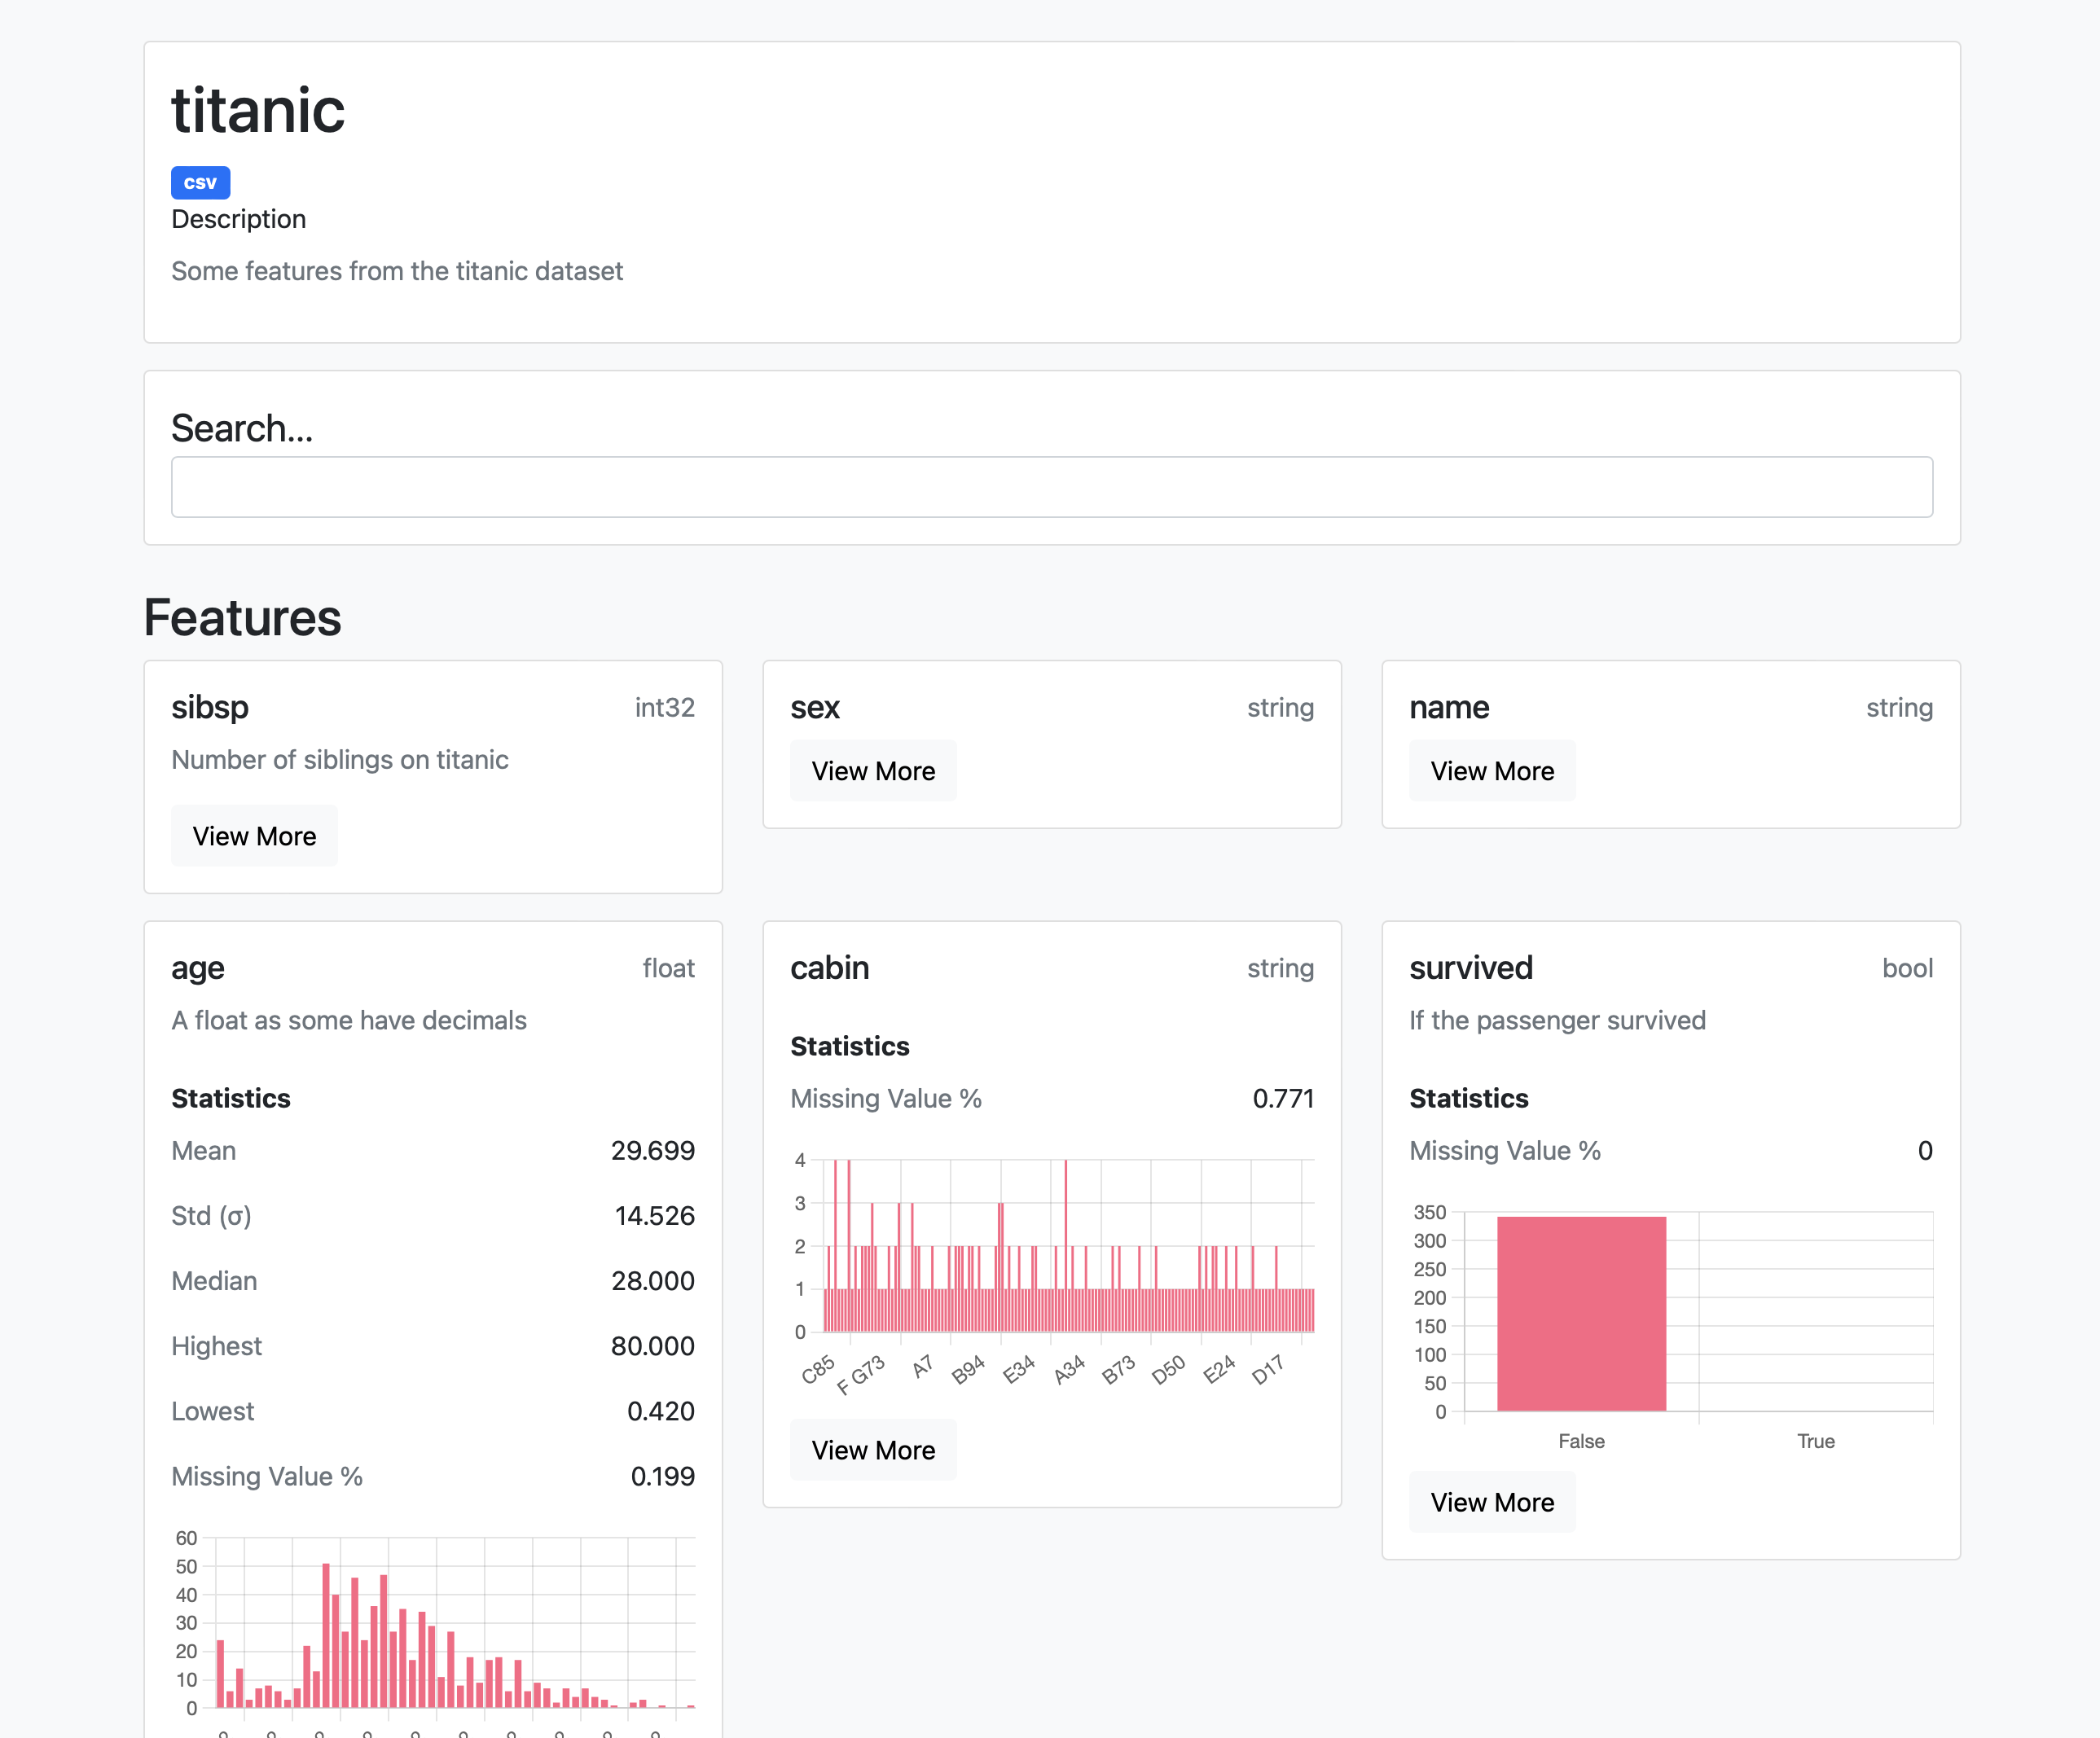 titanic
csv
Description
Some features from the titanic dataset
Search...
Features
sibsp int32
Number of siblings on titanic
View More
sex string
View More
name string
View More
age float
A float as some have decimals
Statistics
Mean 29.699
Std (σ) 14.526
Median 28.000
Highest 80.000
Lowest 0.420
Missing Value % 0.199
60
50
40
30
20
10
0
cabin string
Statistics
Missing Value % 0.771
4
3
2
1
0
C85 F G73 A7 B94 E34 A34 B73 D50 E24 D17
View More
survived bool
If the passenger survived
Statistics
Missing Value % 0
350
300
250
200
150
100
50
0
False True
View More